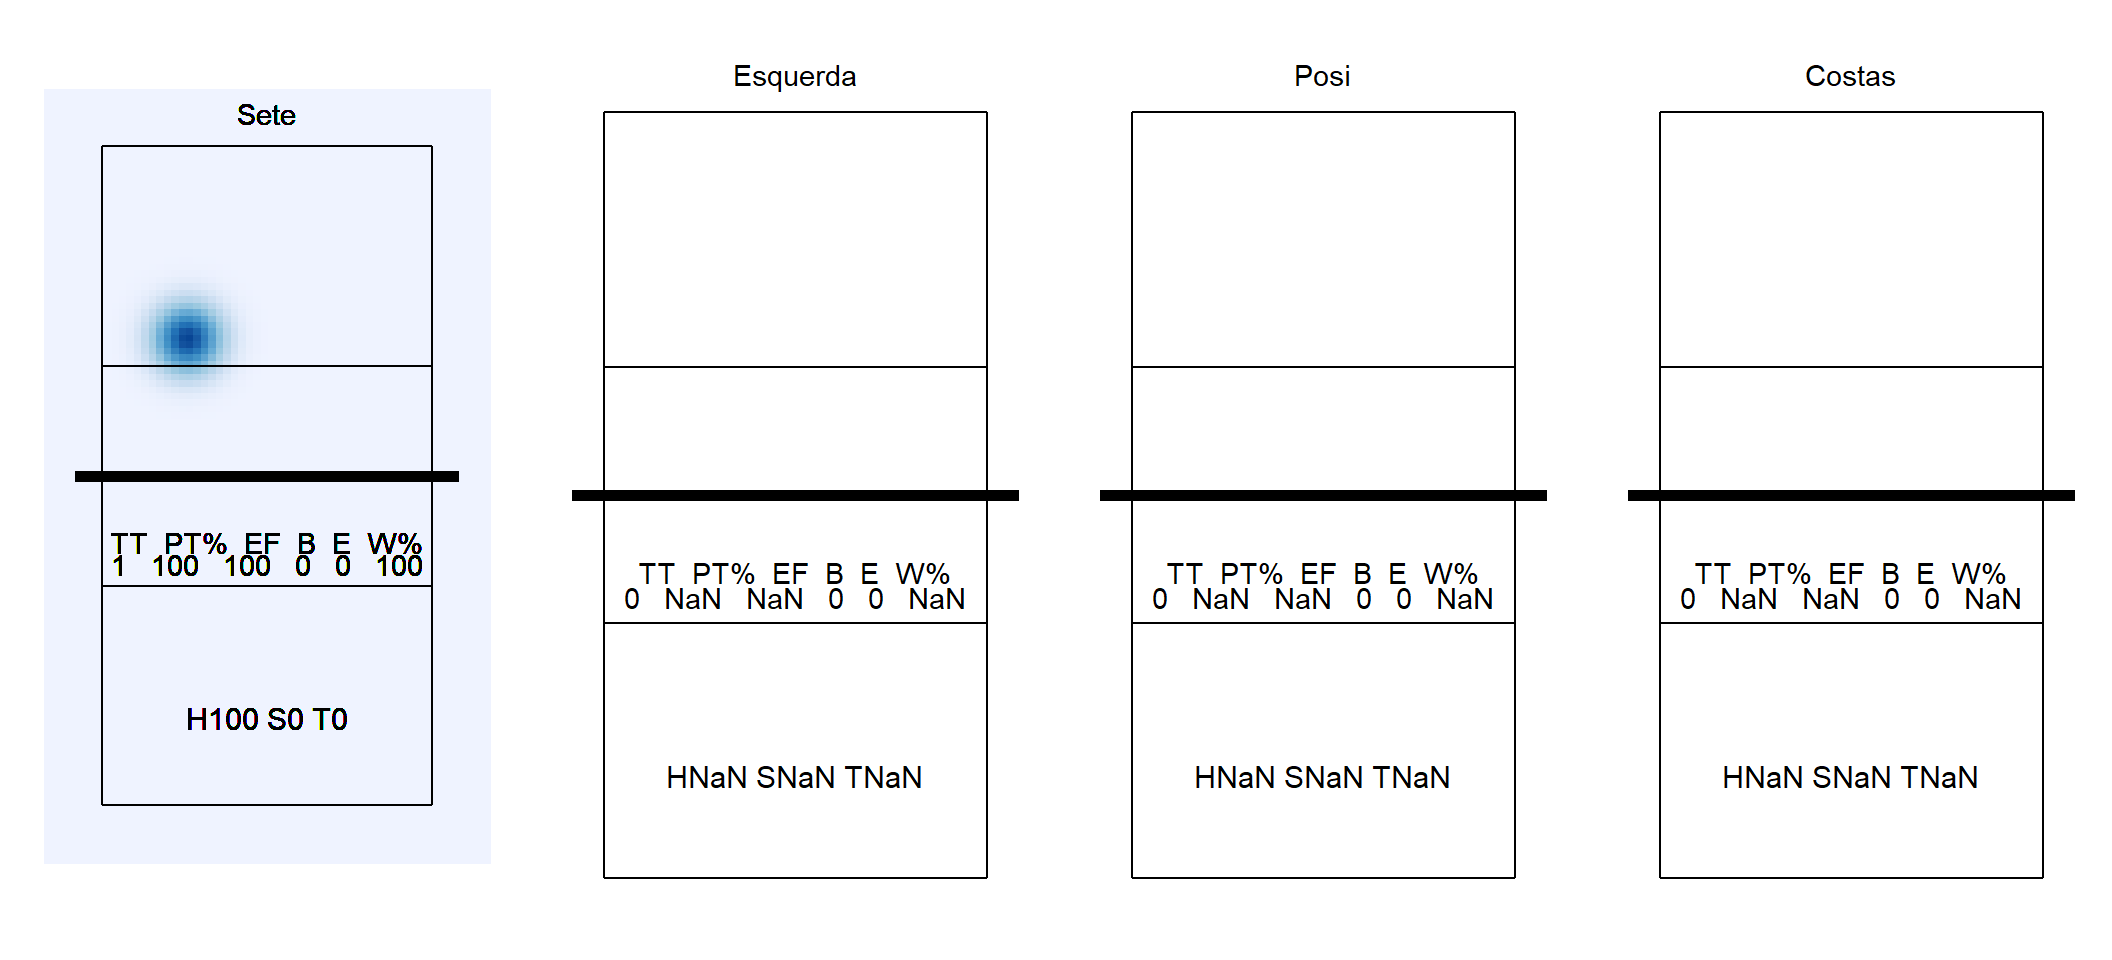 Sete
TT PT% EF B E W%
1 100 100 0 0 100
H100 S0 T0
Esquerda
TT PT% EF B E W%
0 NaN NaN 0 0 NaN
HNaN SNaN TNaN
Posi
TT PT% EF B E W%
0 NaN NaN 0 0 NaN
HNaN SNaN TNaN
Costas
TT PT% EF B E W%
0 NaN NaN 0 0 NaN
HNaN SNaN TNaN